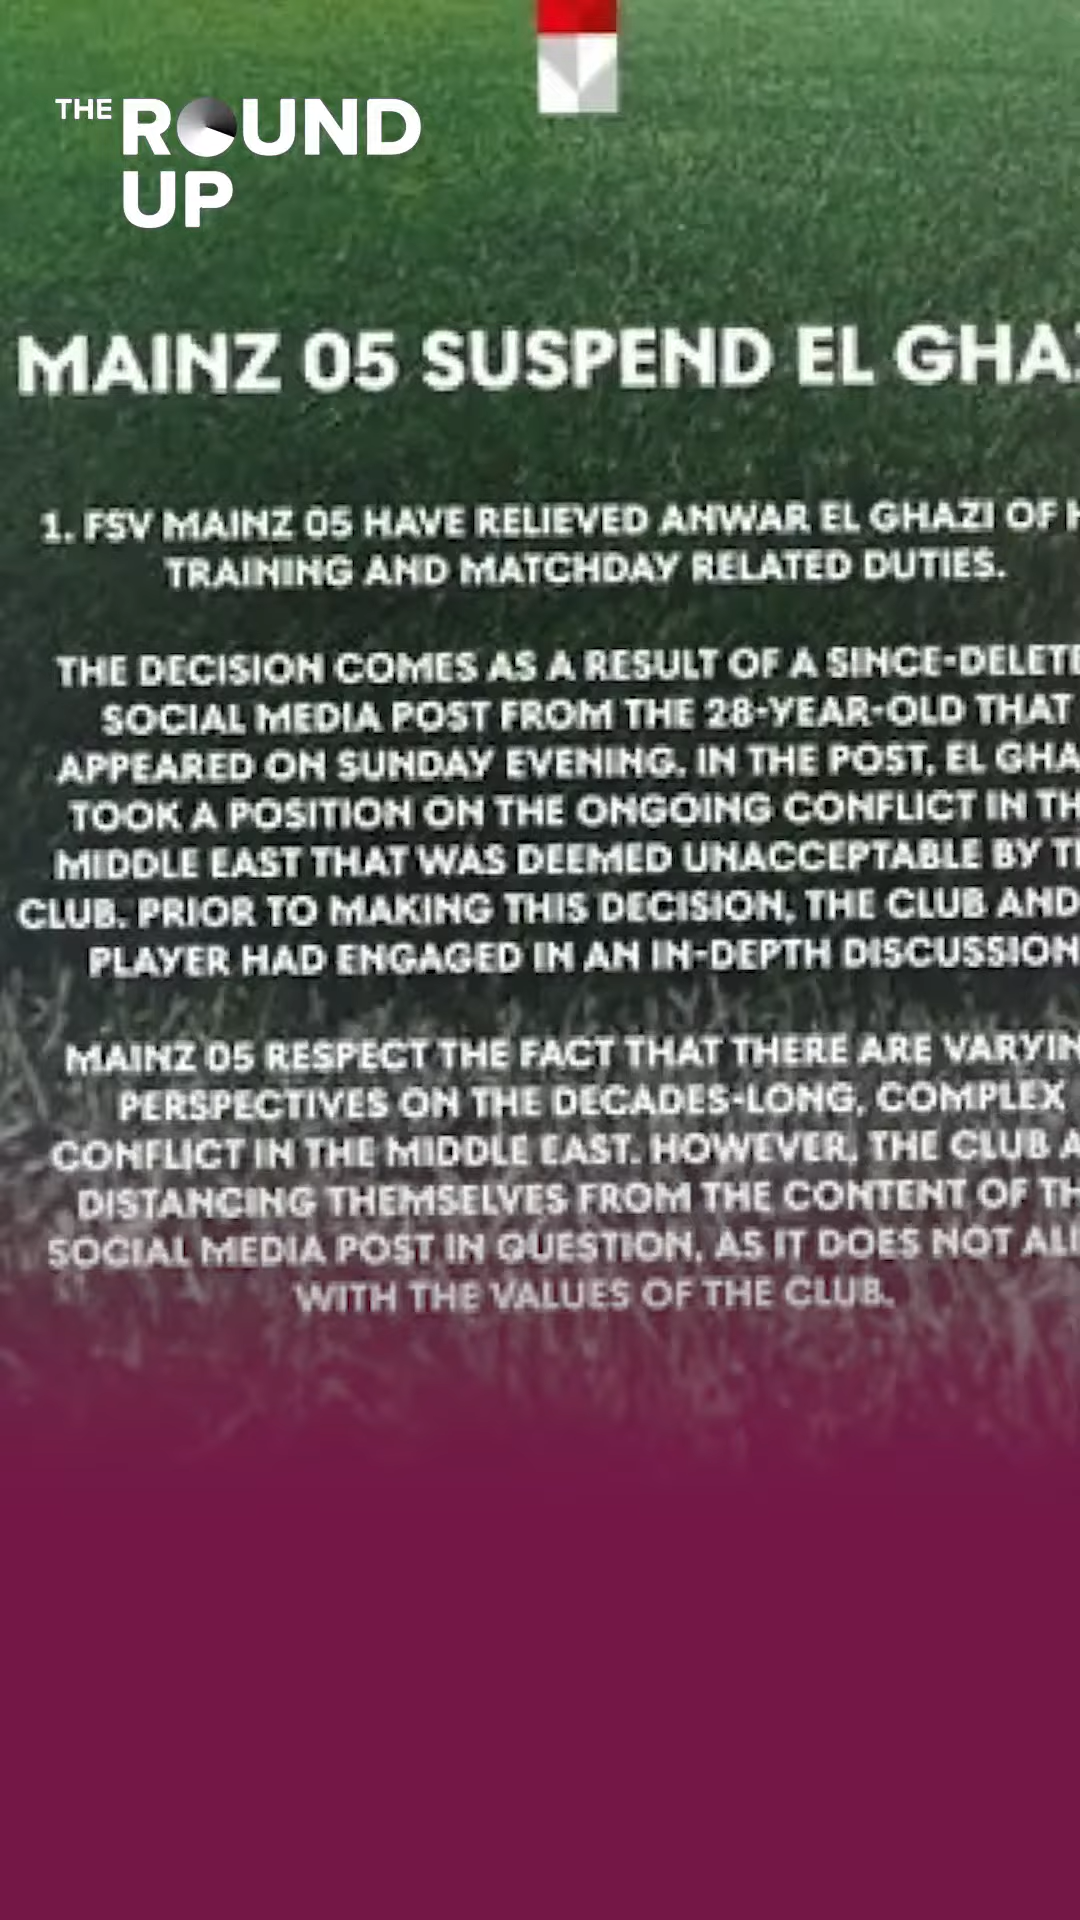 THE ROUND
UP
MAINZ 05 SUSPEND EL
1. FSV MAINZ 05 HAVE RELIEVED ANWAR EL GHAZI OF
TRAINING AND MATCHDAY RELATED DUTIES.
THE DECISION COMES AS A RESULT OF A
SOCIAL MEDIA POST FROM THE 28-YEAR-OLD THAT
APPEARED ON SUNDAY EVENING. IN THE POST, EL
TOOK A POSITION ON THE ONGOING CONFLICT IN
MIDDLE EAST THAT WAS DEEMED UNACCEPTABLE BY
CLUB. PRIOR TO MAKING THIS DECISION, THE CLUB AND
PLAYER HAD ENGAGED IN AN IN-DEPTH DISCUSSION
MAINZ 05 RESPECT THE FACT THAT THERE ARE
PERSPECTIVES ON THE DECADES-LONG, COMPLEX
CONFLICT IN THE MIDDLE EAST. HOWEVER, THE CLUB
DISTANCING THEMSELVES FROM THE CONTENT OF
SOCIAL MEDIA POST IN QUESTION, AS IT DOES NOT
WITH THE VALUES OF THE CLUB.